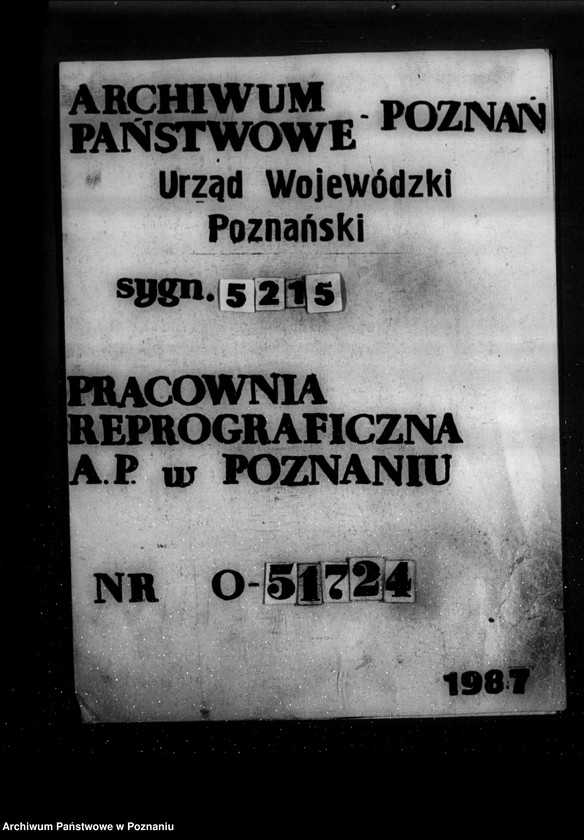 ARCHIWUM
PAŃSTWOWE - POZNAŃ
Urząd Wojewódzki
Poznański
sygn. 5215
PRACOWNIA
REPROGRAFICZNA
A.P. w POZNANIU
NR O-51724
1987
Archiwum Państwowe w Poznaniu